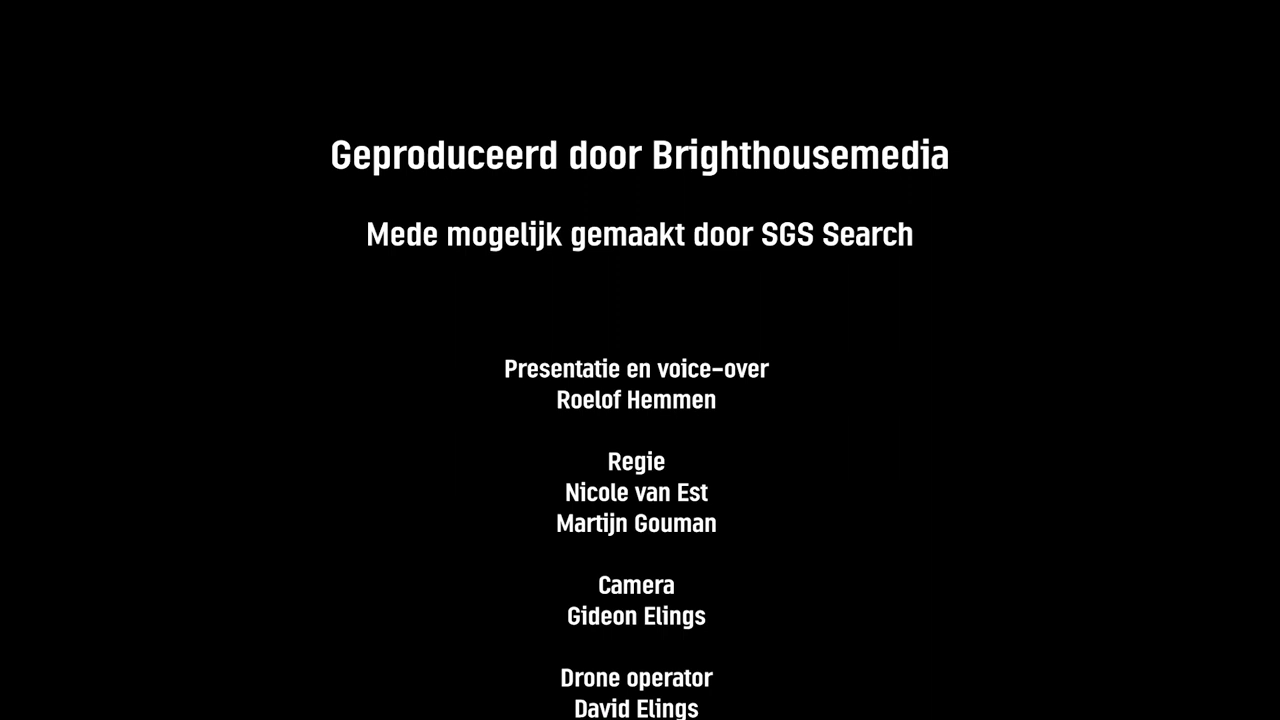 Geproduceerd door Brighthousemedia
Mede mogelijk gemaakt door SGS Search
Presentatie en voice-over
Roelof Hemmen
Regie
Nicole van Est
Martijn Gouman
Camera
Gideon Elings
Drone operator
David Elings